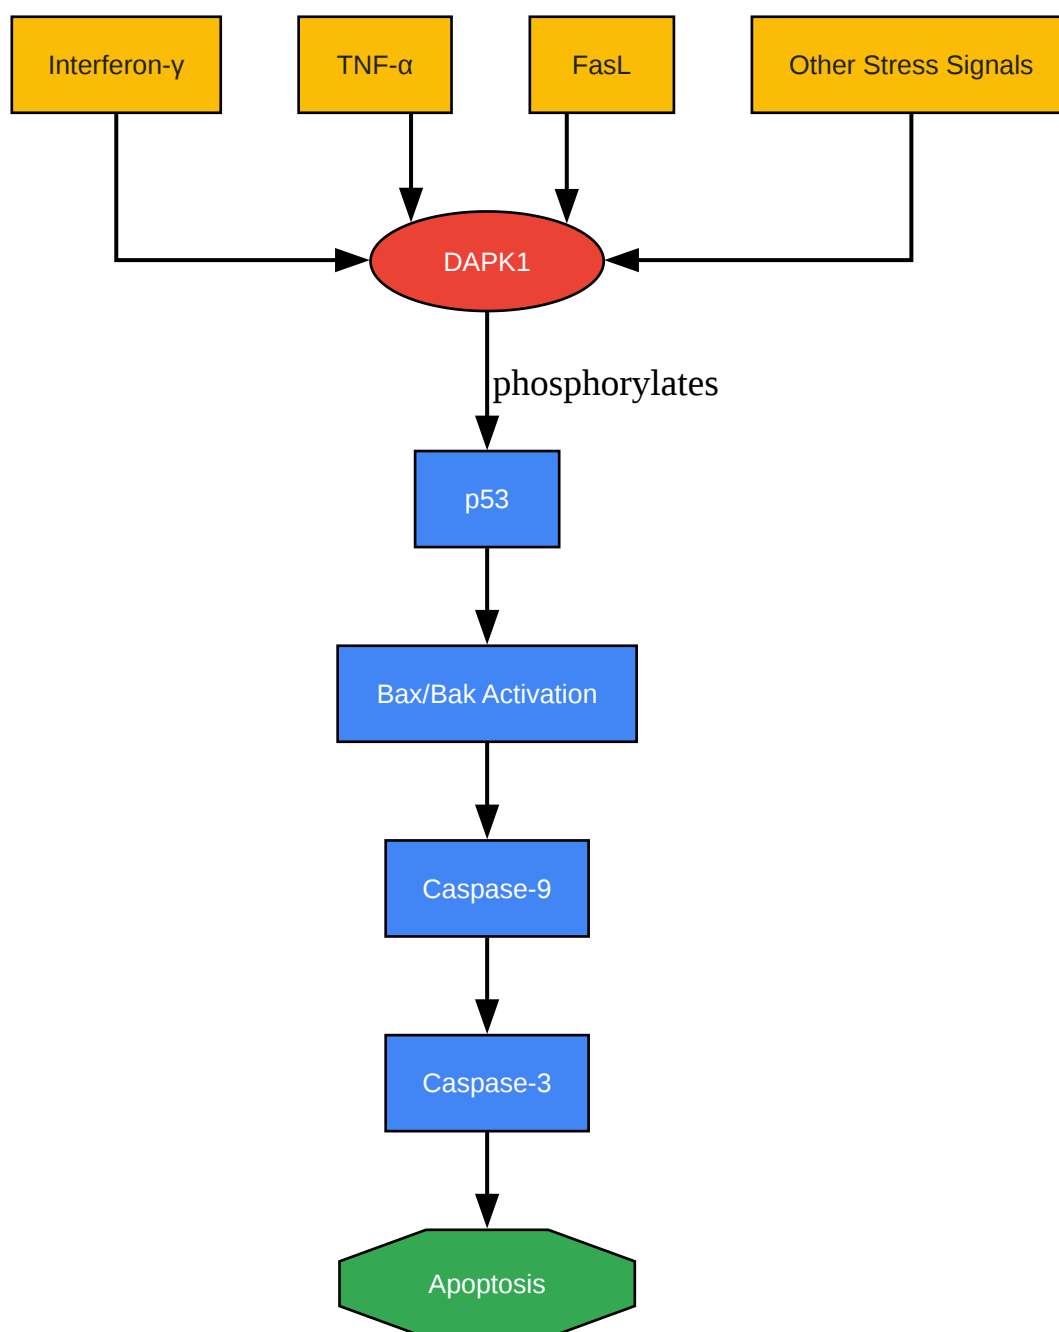 Interferon-γ
TNF-α
FasL
Other Stress Signals
DAPK1
phosphorylates
p53
Bax/Bak Activation
Caspase-9
Caspase-3
Apoptosis